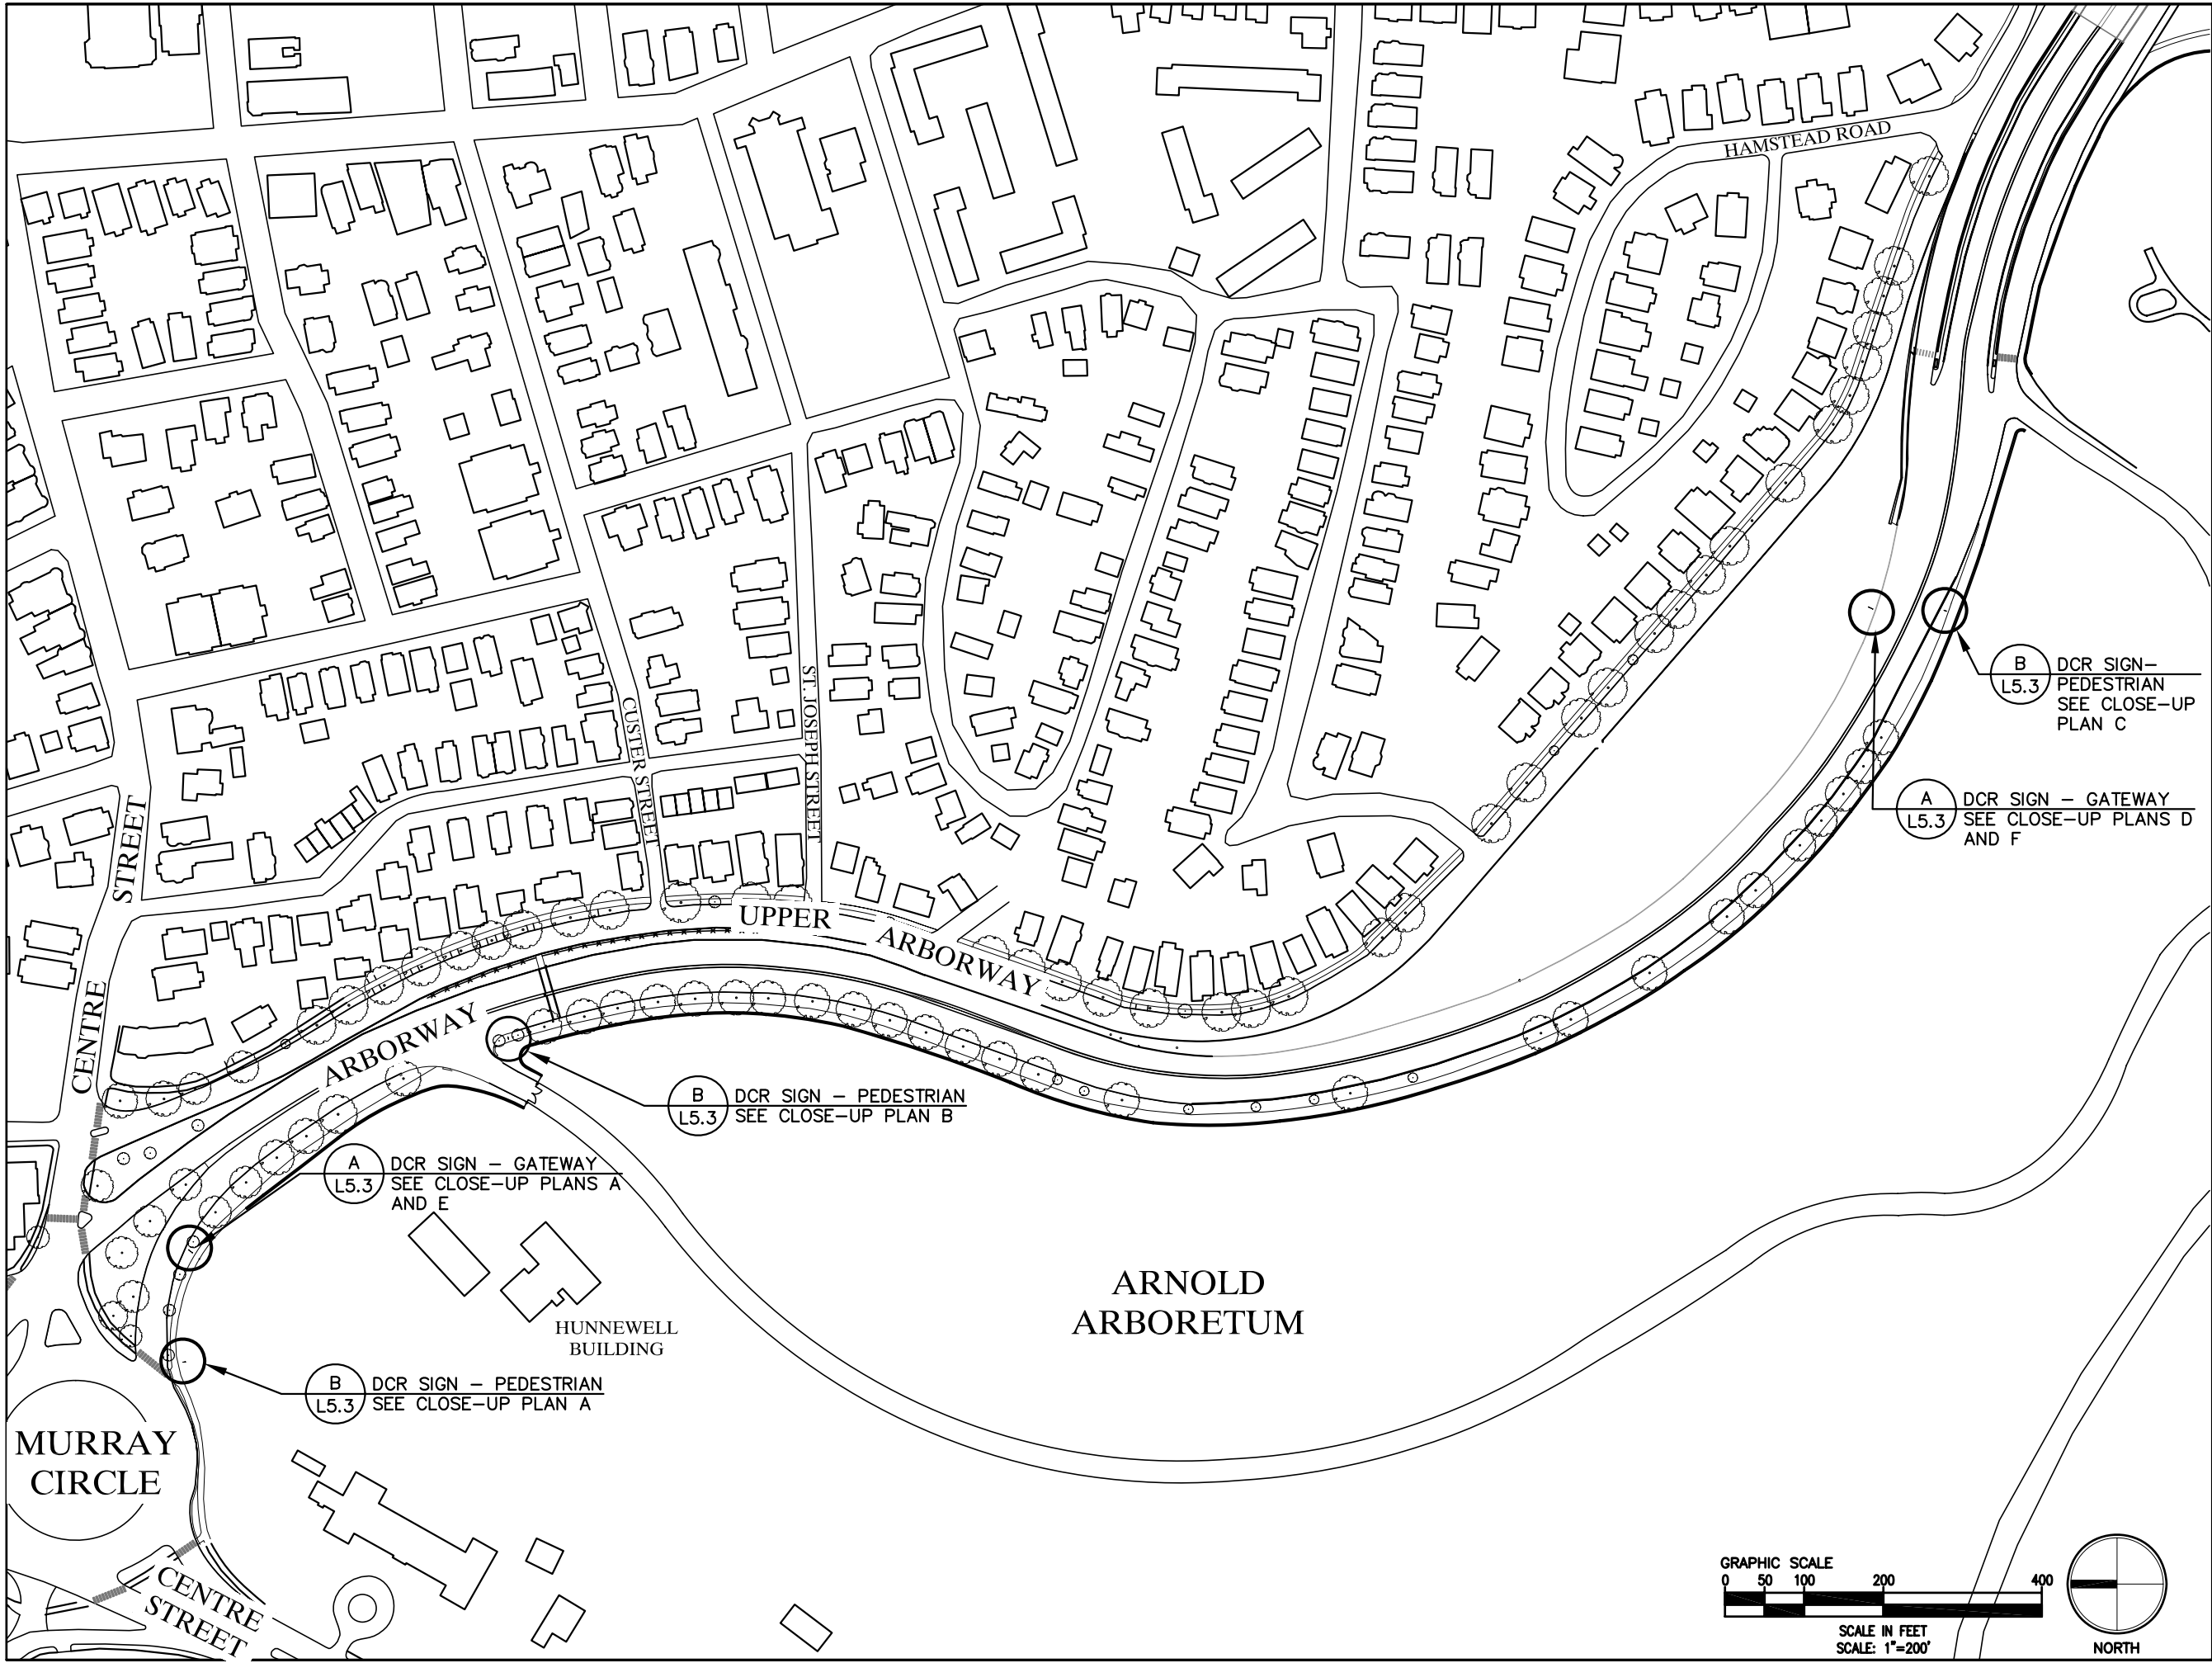 HAMSTEAD ROAD
B
L5.3
DCR SIGN–
PEDESTRIAN
SEE CLOSE–UP
PLAN C
A
L5.3
DCR SIGN – GATEWAY
SEE CLOSE–UP PLANS D
AND F
CUSTER STREET
ST. JOSEPH STREET
CENTRE
STREET
UPPER
ARBORWAY
ARBORWAY
B
L5.3
DCR SIGN – PEDESTRIAN
SEE CLOSE–UP PLAN B
A
L5.3
DCR SIGN – GATEWAY
SEE CLOSE–UP PLANS A
AND E
HUNNEWELL
BUILDING
ARNOLD
ARBORETUM
B
L5.3
DCR SIGN – PEDESTRIAN
SEE CLOSE–UP PLAN A
MURRAY
CIRCLE
CENTRE
STREET
GRAPHIC SCALE
0 50 100 200 400
SCALE IN FEET
SCALE: 1"=200'
NORTH